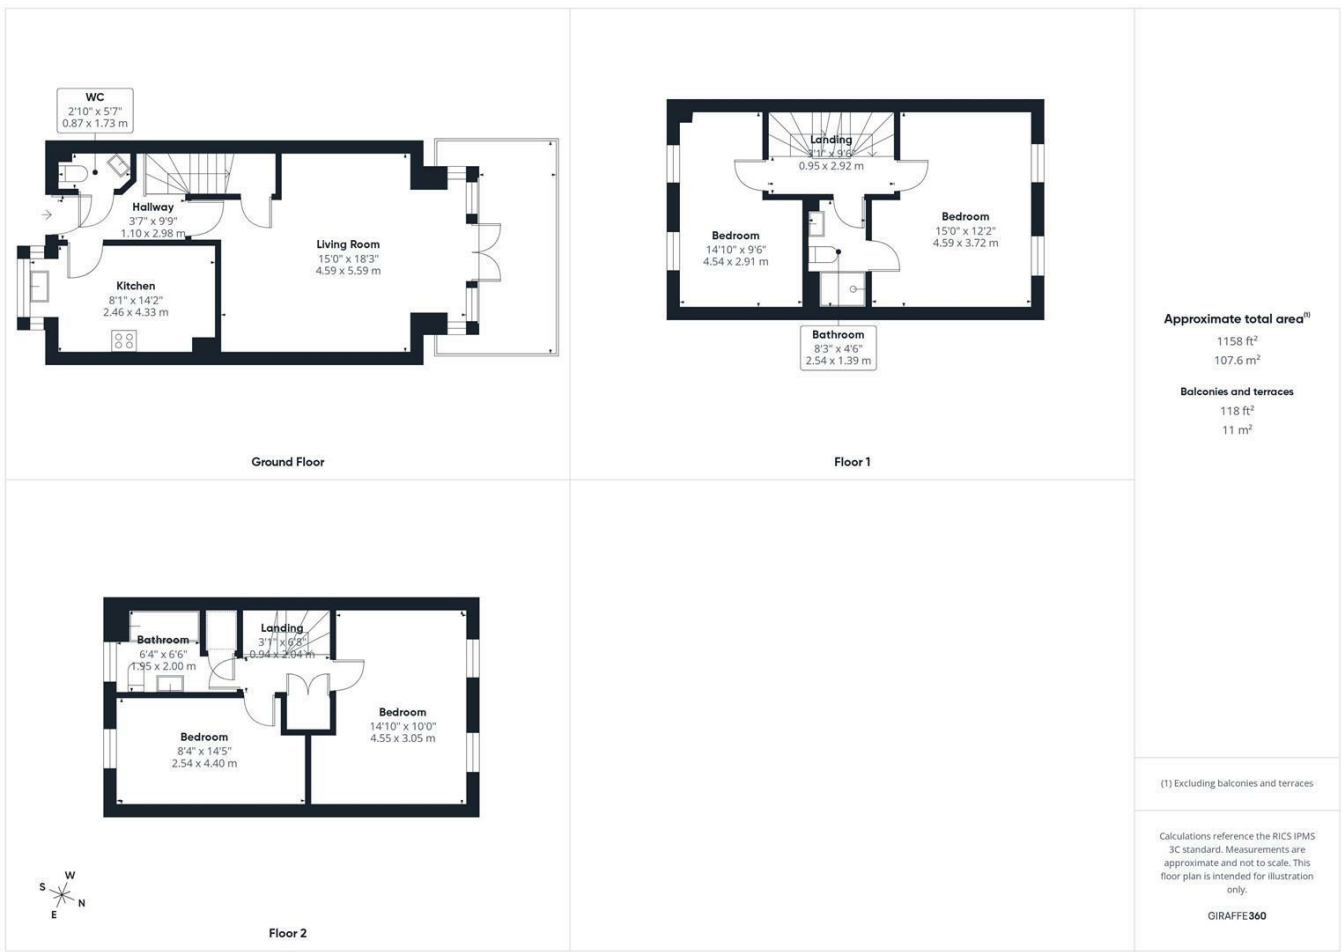 WC
2'10" x 5'7"
0.87 x 1.73 m
Hallway
3'7" x 9'9"
1.10 x 2.98 m
Living Room
15'0" x 18'3"
4.59 x 5.59 m
Kitchen
8'1" x 14'2"
2.46 x 4.33 m
Ground Floor
Landing
3'1" x 9'6"
0.95 x 2.92 m
Bedroom
14'10" x 9'6"
4.54 x 2.91 m
Bedroom
15'0" x 12'2"
4.59 x 3.72 m
Bathroom
8'3" x 4'6"
2.54 x 1.39 m
Floor 1
Bathroom
6'4" x 6'6"
1.95 x 2.00 m
Landing
3'1" x 6'8"
0.94 x 2.04 m
Bedroom
14'10" x 10'0"
4.55 x 3.05 m
Bedroom
8'4" x 14'5"
2.54 x 4.40 m
W
S
N
E
Floor 2
Approximate total area(1)
1158 ft²
107.6 m²
Balconies and terraces
118 ft²
11 m²
(1) Excluding balconies and terraces
Calculations reference the RICS IPMS
3C standard. Measurements are
approximate and not to scale. This
floor plan is intended for illustration
only.
GIRAFFE360